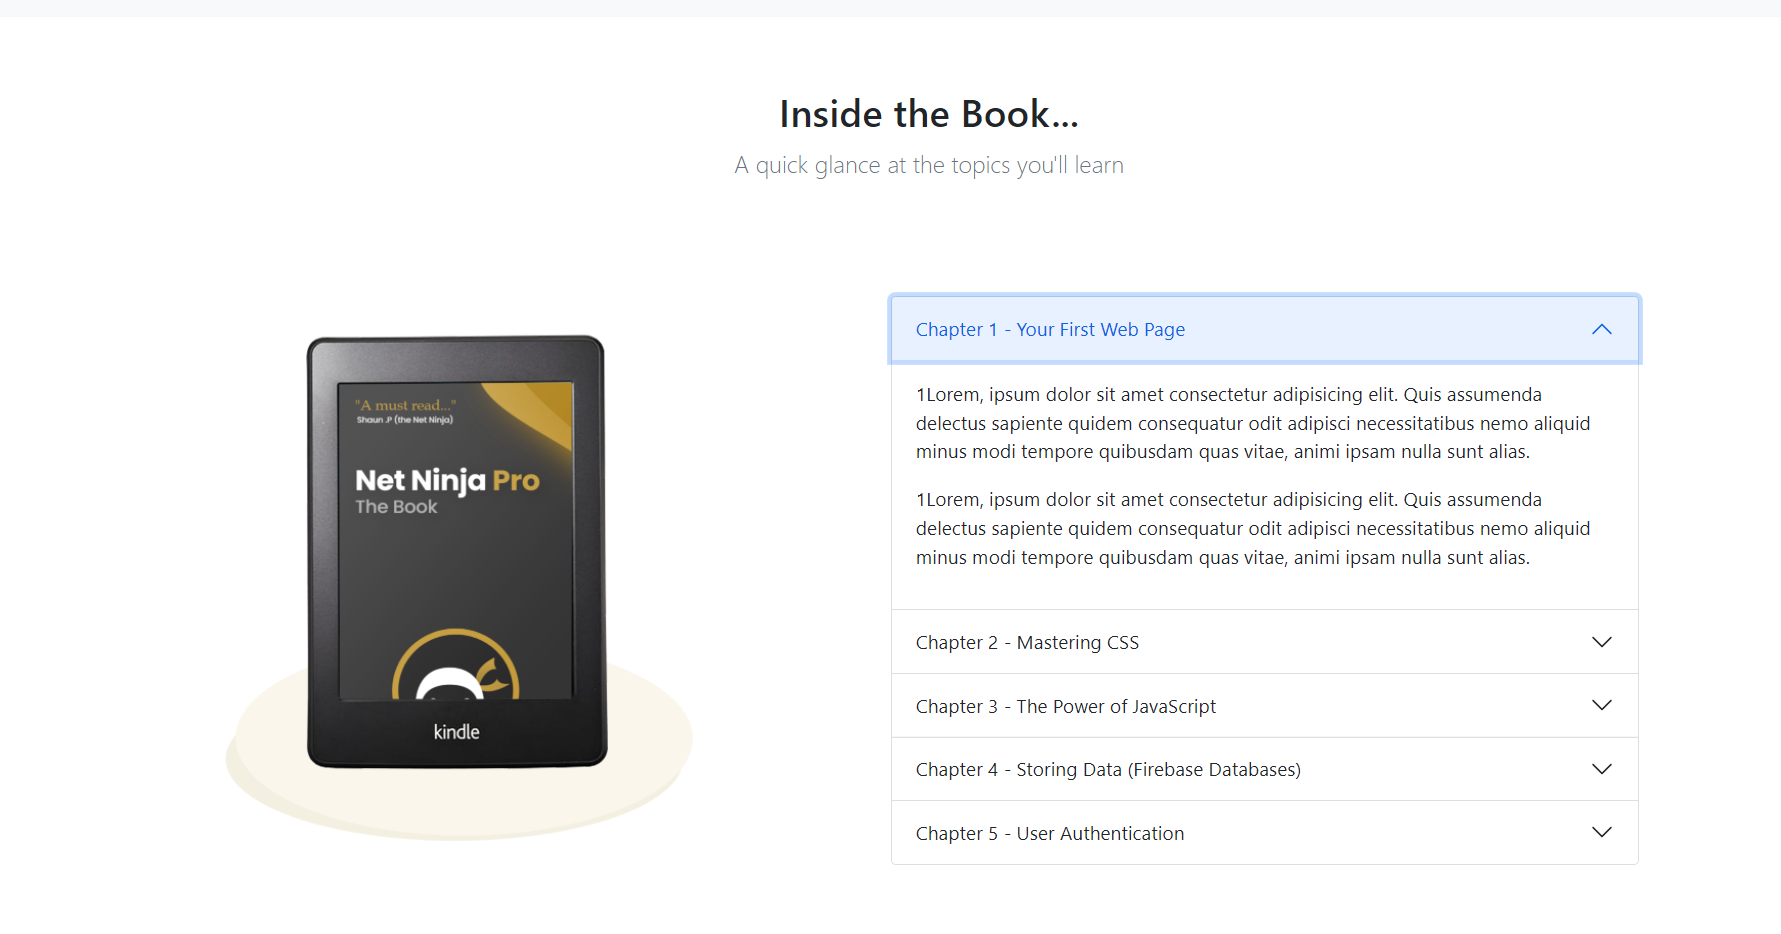 Inside the Book...
A quick glance at the topics you'll learn
"A must read..."
Shaun .P (the Net Ninja)
Net Ninja Pro
The Book
kindle
Chapter 1 - Your First Web Page
1Lorem, ipsum dolor sit amet consectetur adipisicing elit. Quis assumenda
delectus sapiente quidem consequatur odit adipisci necessitatibus nemo aliquid
minus modi tempore quibusdam quas vitae, animi ipsam nulla sunt alias.
1Lorem, ipsum dolor sit amet consectetur adipisicing elit. Quis assumenda
delectus sapiente quidem consequatur odit adipisci necessitatibus nemo aliquid
minus modi tempore quibusdam quas vitae, animi ipsam nulla sunt alias.
Chapter 2 - Mastering CSS
Chapter 3 - The Power of JavaScript
Chapter 4 - Storing Data (Firebase Databases)
Chapter 5 - User Authentication